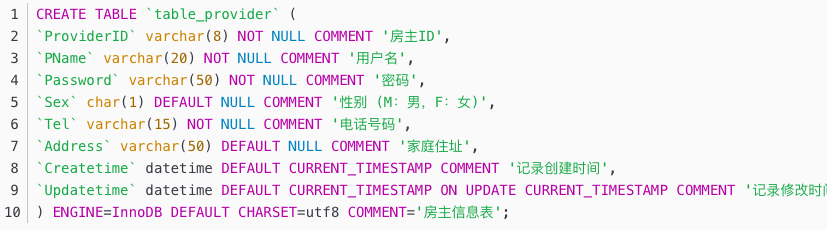 1 CREATE TABLE `table_provider` (
2 `ProviderID` varchar(8) NOT NULL COMMENT '房主ID',
3 `PName` varchar(20) NOT NULL COMMENT '用户名',
4 `Password` varchar(50) NOT NULL COMMENT '密码',
5 `Sex` char(1) DEFAULT NULL COMMENT '性别 (M：男，F：女)',
6 `Tel` varchar(15) NOT NULL COMMENT '电话号码',
7 `Address` varchar(50) DEFAULT NULL COMMENT '家庭住址',
8 `Createtime` datetime DEFAULT CURRENT_TIMESTAMP COMMENT '记录创建时间',
9 `Updatetime` datetime DEFAULT CURRENT_TIMESTAMP ON UPDATE CURRENT_TIMESTAMP COMMENT '记录修改时间
10 ) ENGINE=InnoDB DEFAULT CHARSET=utf8 COMMENT='房主信息表';